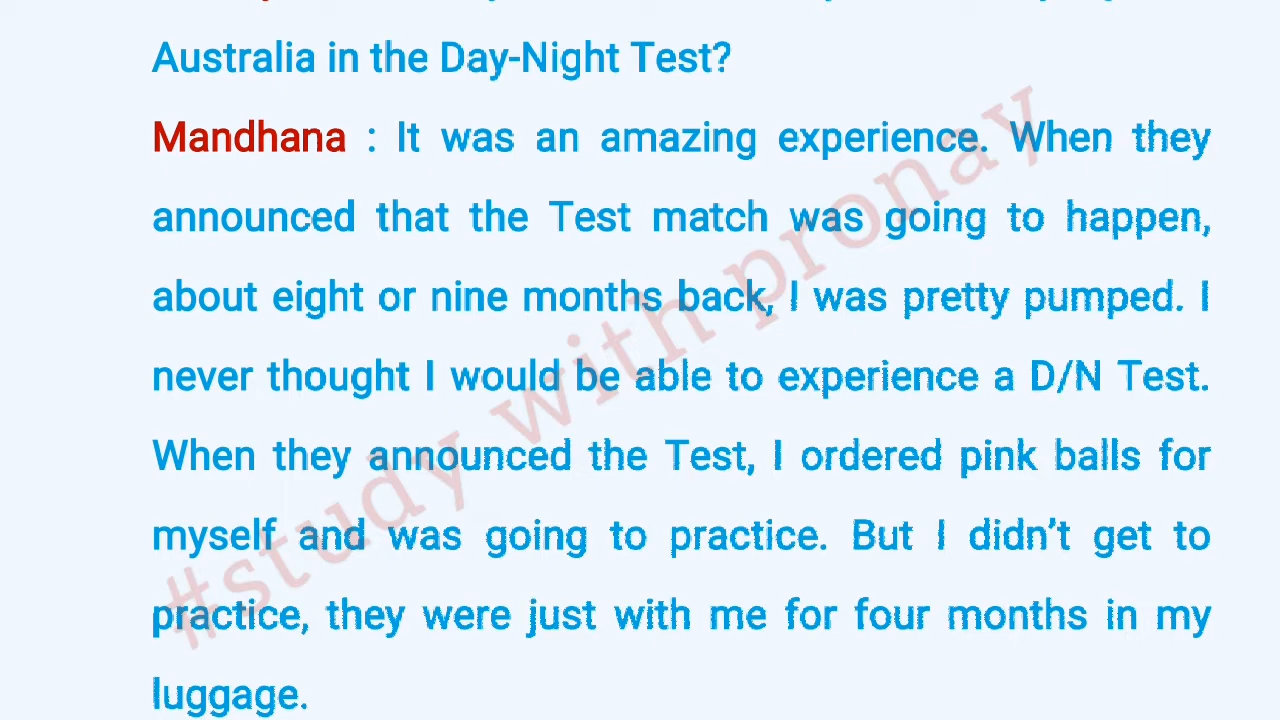 Australia in the Day-Night Test?
Mandhana : It was an amazing experience. When they
announced that the Test match was going to happen,
about eight or nine months back, I was pretty pumped. I
never thought I would be able to experience a D/N Test.
When they announced the Test, I ordered pink balls for
myself and was going to practice. But I didn’t get to
practice, they were just with me for four months in my
luggage.
#study with pronay